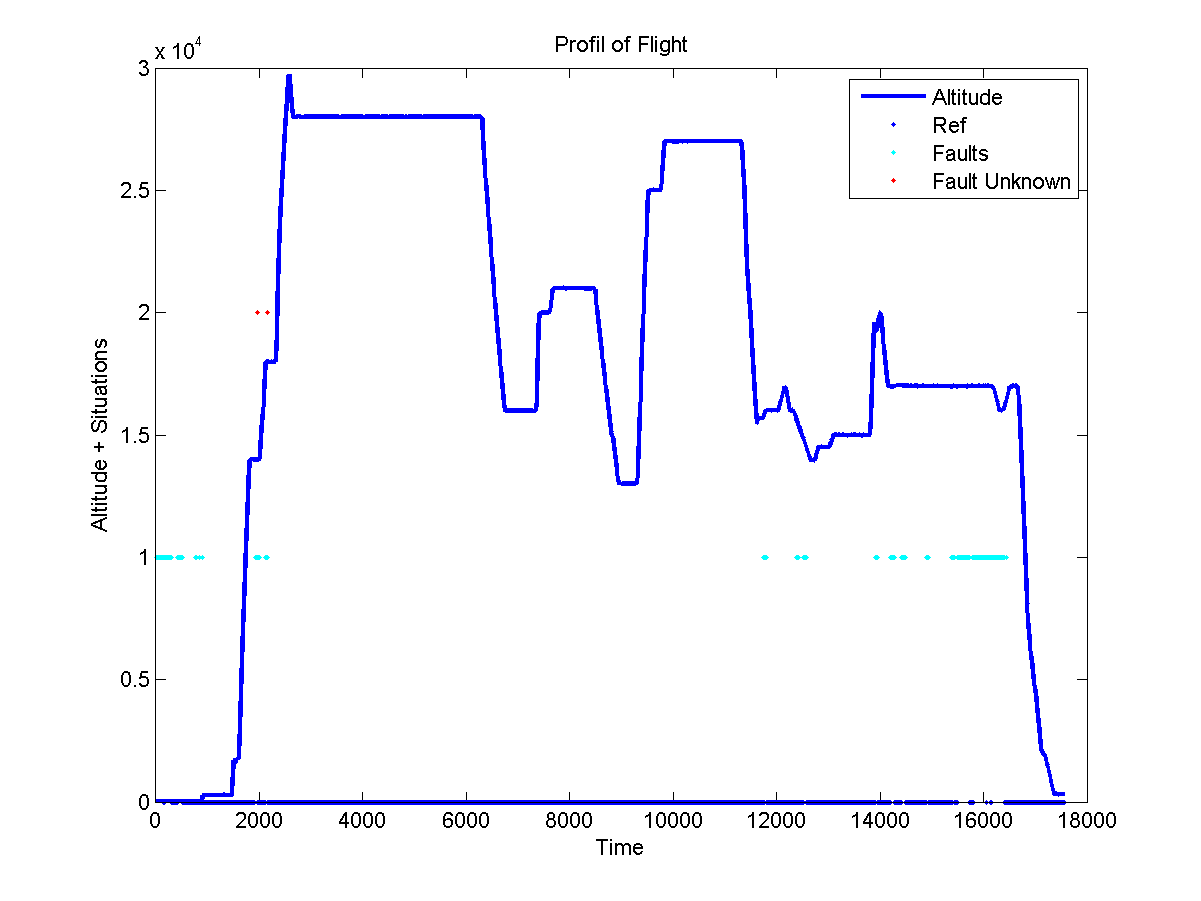 Profil of Flight
x 10^4
3
2.5
2
1.5
1
0.5
0
Altitude + Situations
0 2000 4000 6000 8000 10000 12000 14000 16000 18000
Time
Altitude
Ref
Faults
Fault Unknown